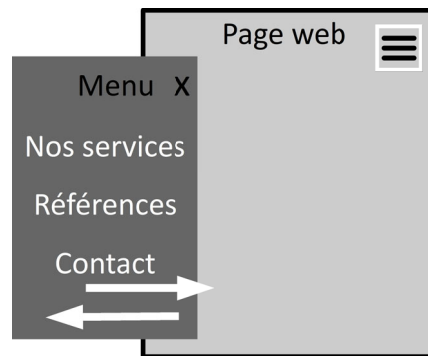 Page web
Menu X
Nos services
Références
Contact